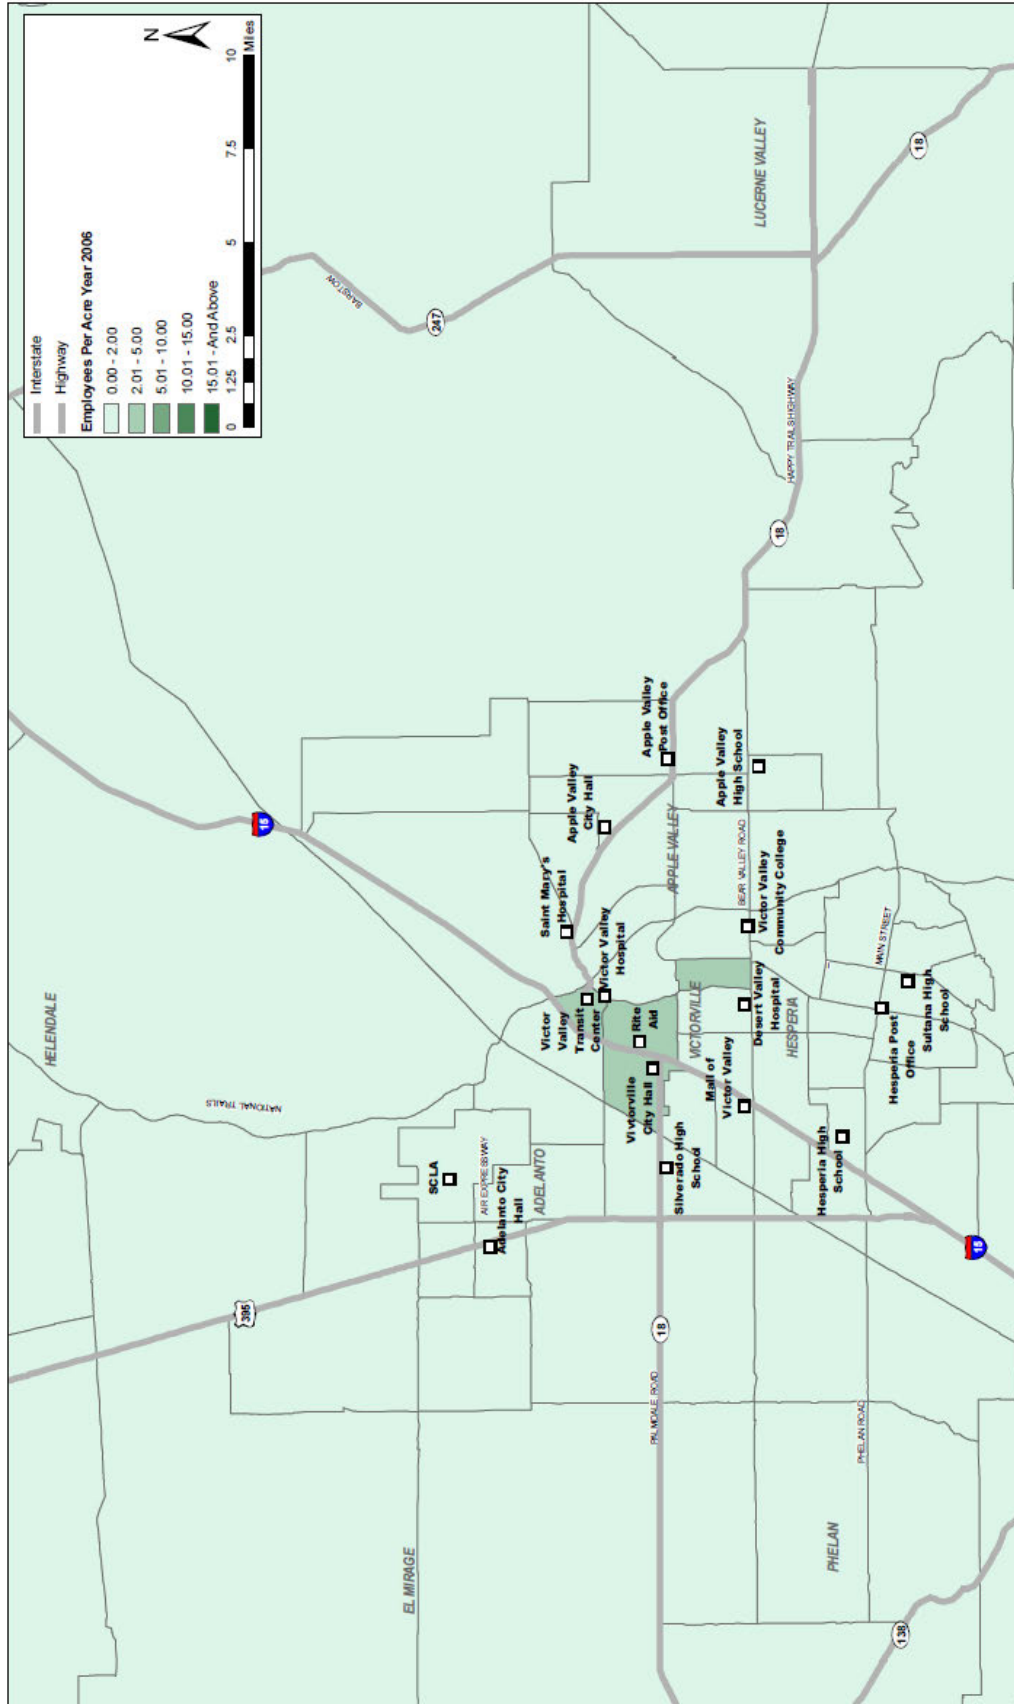 N
Interstate
Highway
Employees Per Acre Year 2006
0.00 - 2.00
2.01 - 5.00
5.01 - 10.00
10.01 - 15.00
15.01 - And Above
0
1.25
2.5
5
7.5
10
Miles
HELENDALE
NATIONAL TRAILS
15
395
EL MIRAGE
SCLA
AIR EXPRESSWAY
Adelanto City
Hall
ADELANTO
BARSTOW
247
LUCERNE VALLEY
18
HAPPY TRAILS HIGHWAY
18
Saint Mary's
Hospital
Apple Valley
City Hall
Apple Valley
Post Office
Victor
Valley
Transit
Center
Victor Valley
Hospital
Rite
Aid
Vivtorville
City Hall
Silverado High
School
18
PALMDALE ROAD
APPLE VALLEY
VICTORVILLE
Mall of
Victor Valley
Apple Valley
High School
BEAR VALLEY ROAD
Victor Valley
Community College
Desert Valley
Hospital
HESPERIA
Hesperia High
School
MAIN STREET
Hesperia Post
Office
Sultana High
School
PHELAN ROAD
PHELAN
138
15